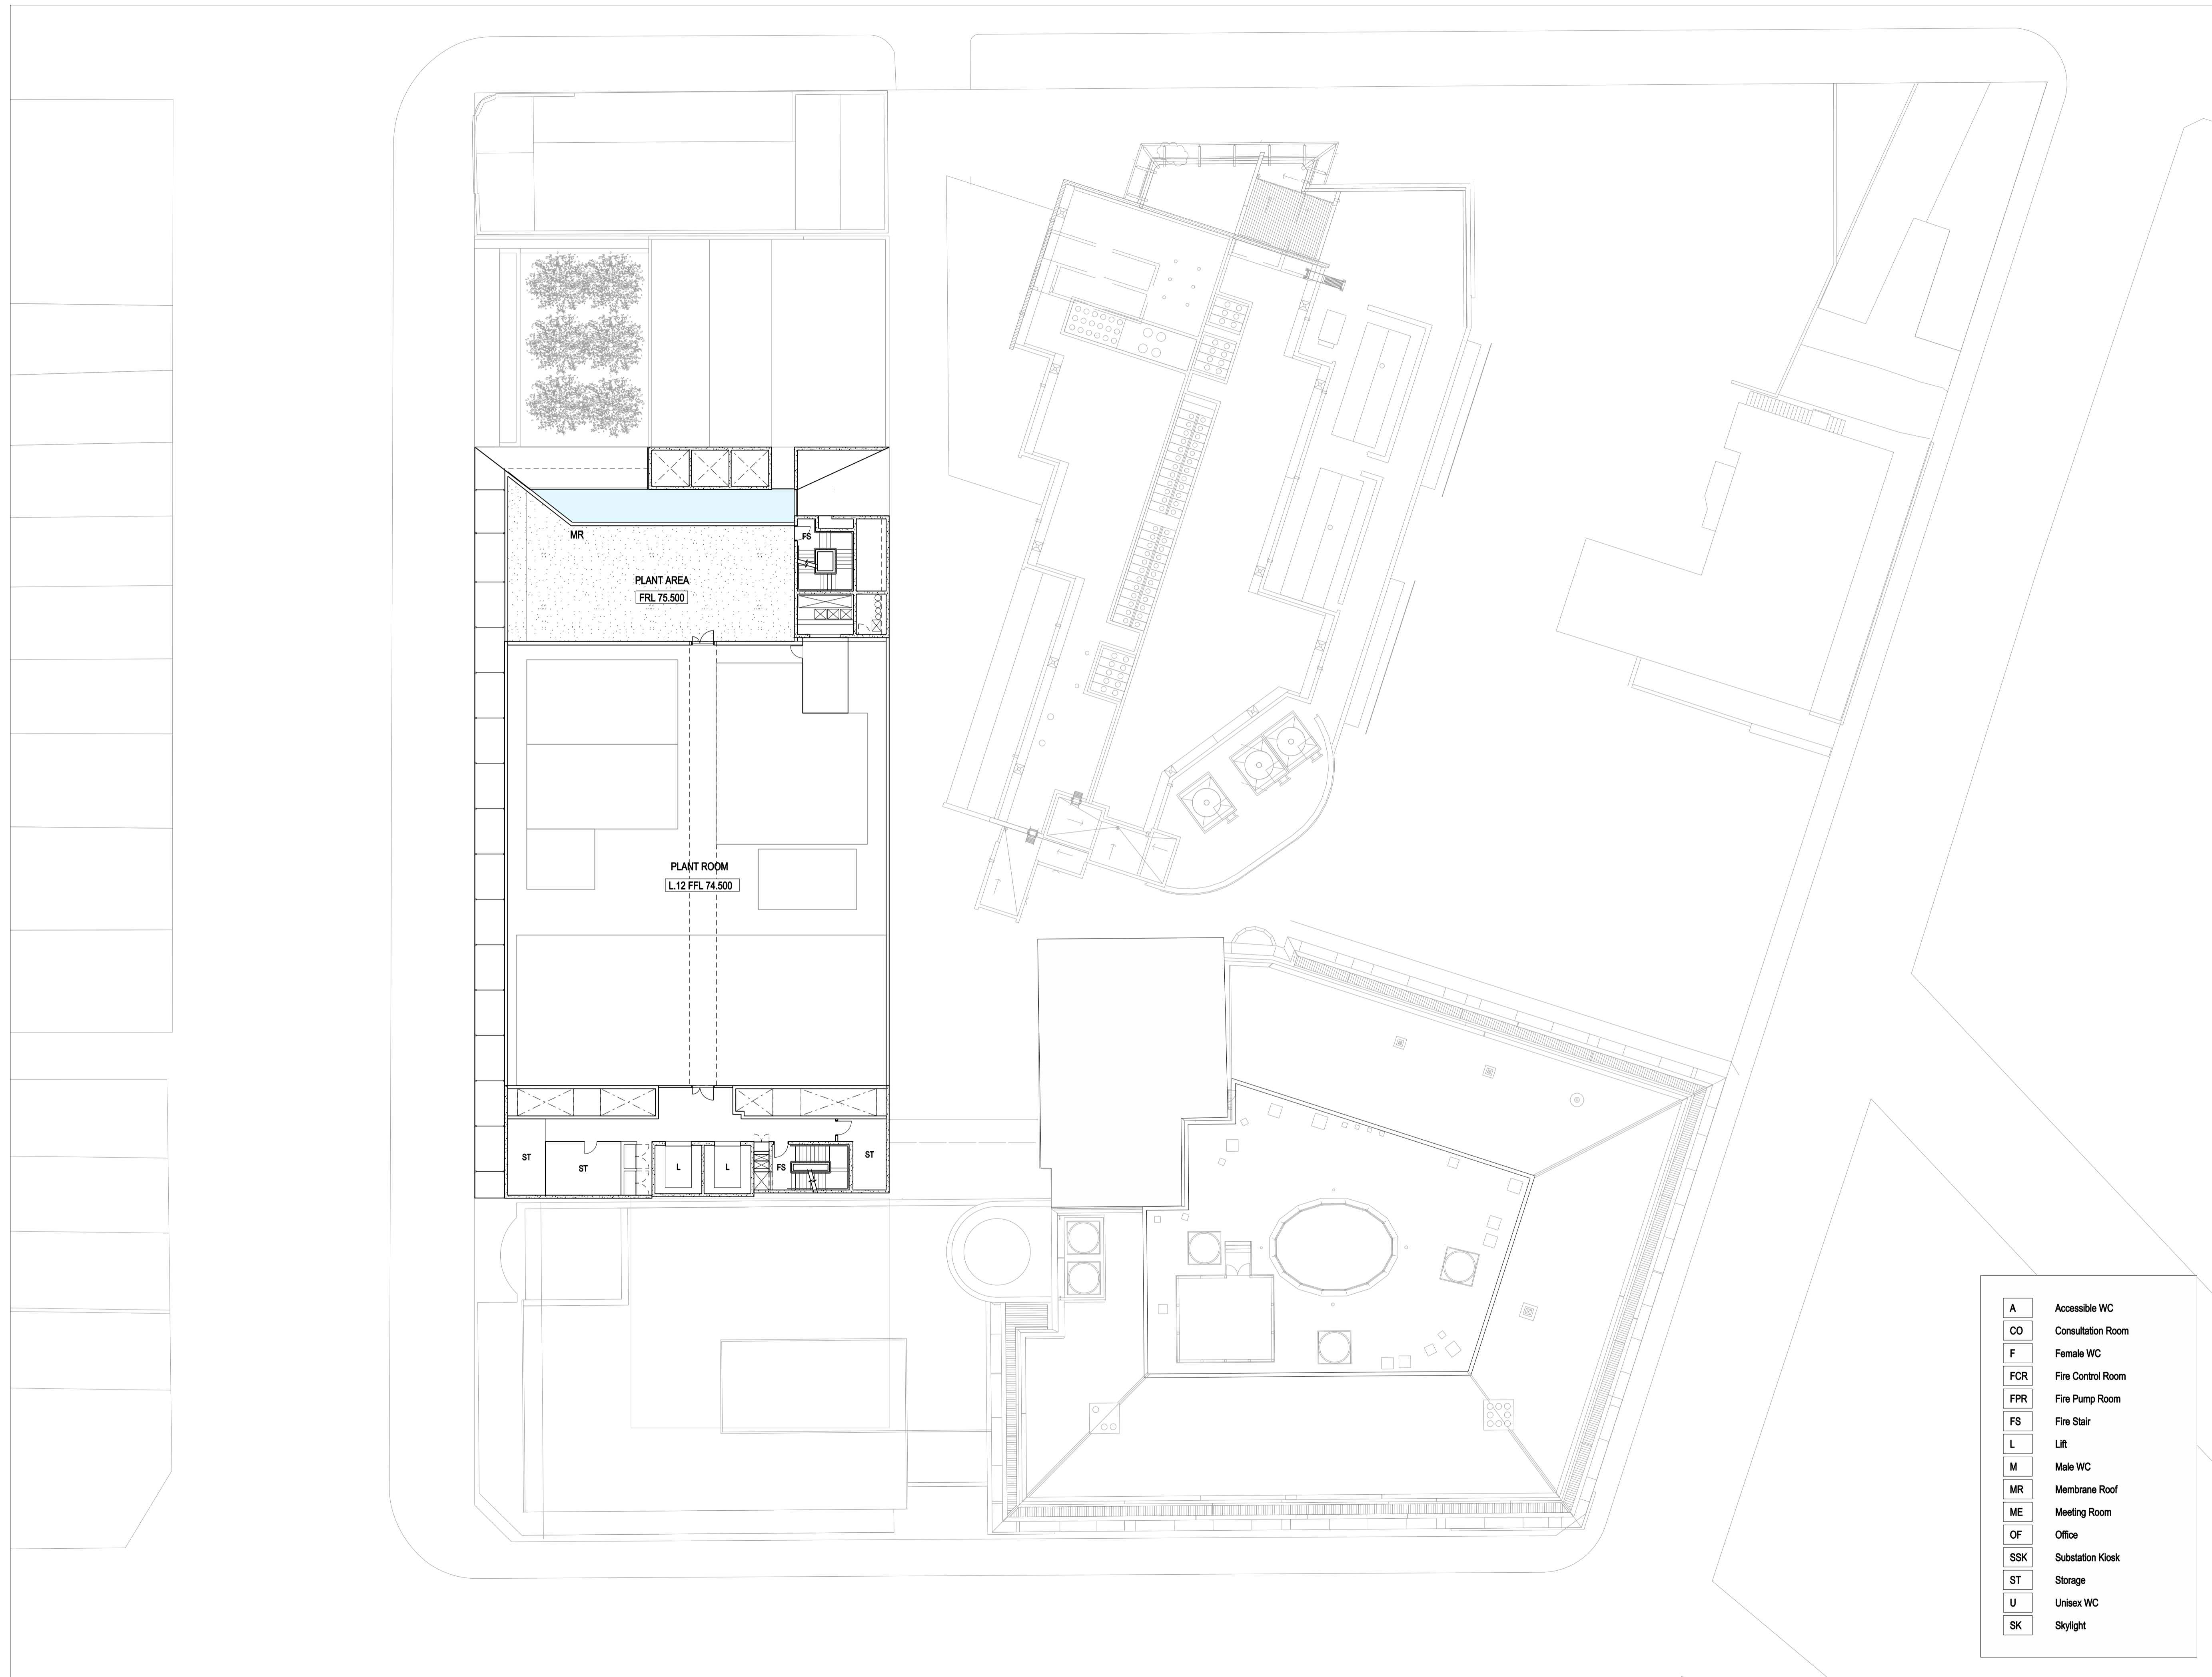 MR
FS
PLANT AREA
FRL 75.500
PLANT ROOM
L.12 FFL 74.500
ST
ST
L
L
FS
ST
A Accessible WC
CO Consultation Room
F Female WC
FCR Fire Control Room
FPR Fire Pump Room
FS Fire Stair
L Lift
M Male WC
MR Membrane Roof
ME Meeting Room
OF Office
SSK Substation Kiosk
ST Storage
U Unisex WC
SK Skylight